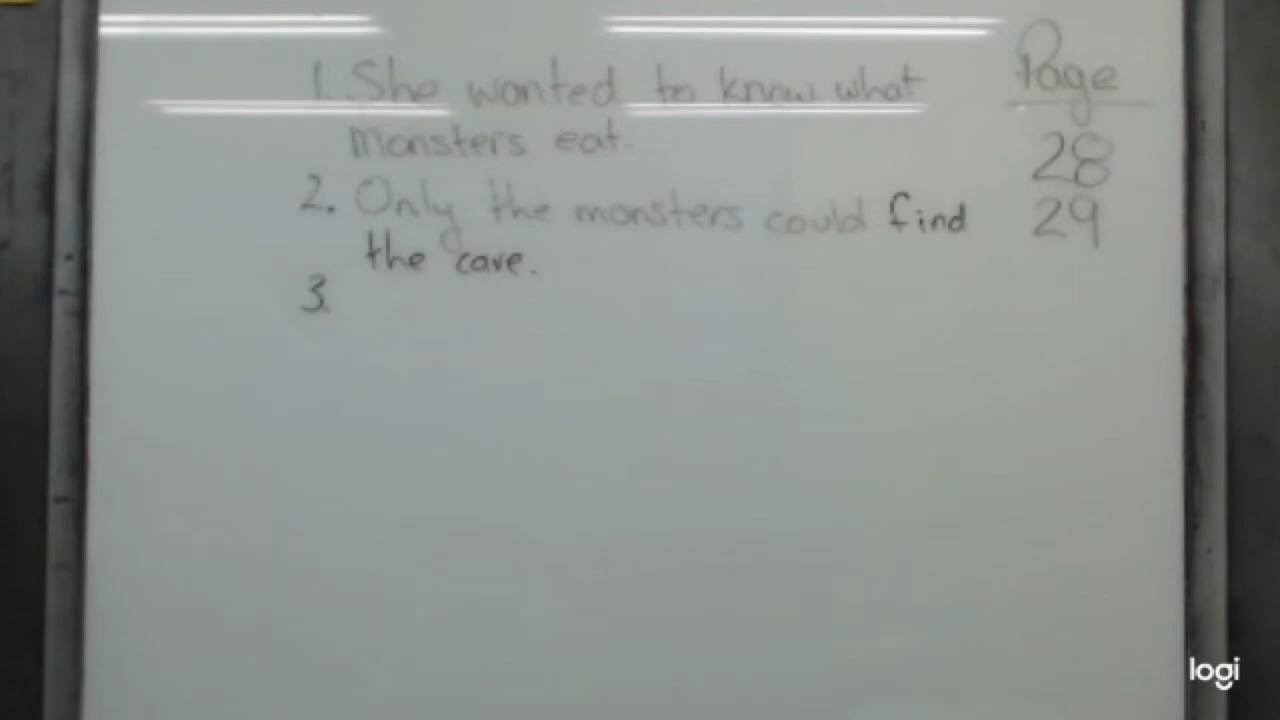 Page
1. She wanted to know what
monsters eat. 28
2. Only the monsters could find 29
the cave.
3.
logi